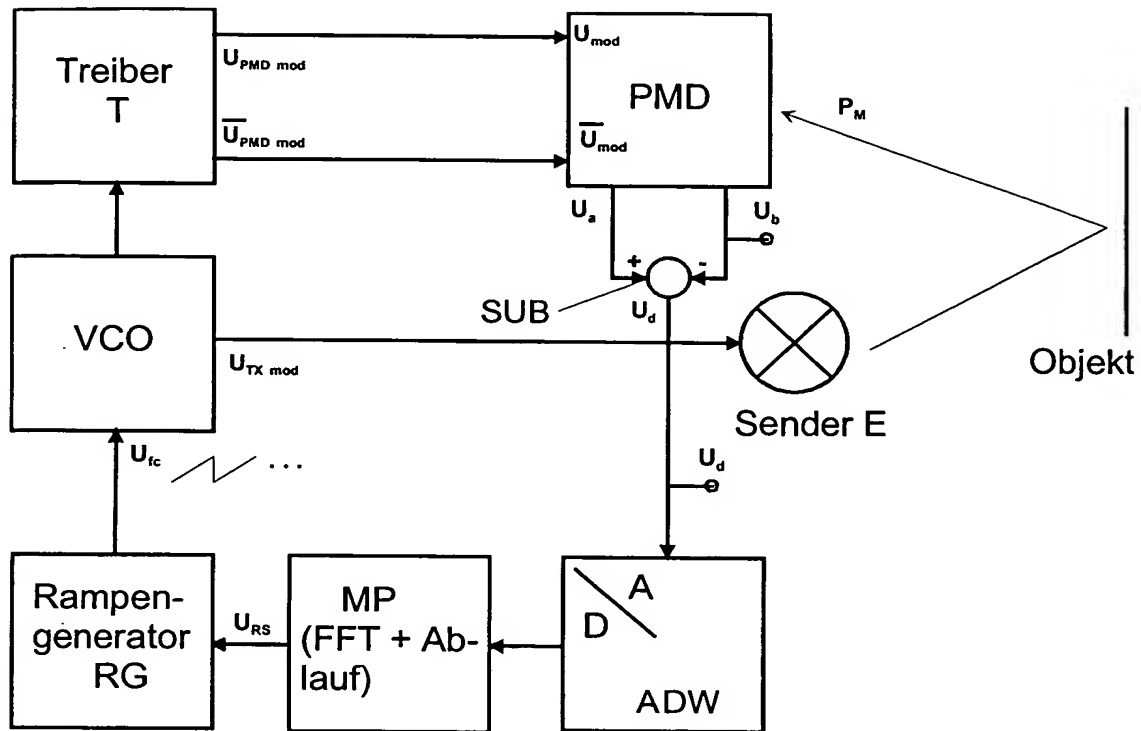 Treiber
T
U_PMD mod
U̅_PMD mod
U_mod
PMD
U̅_mod
P_M
U_a
U_b
+
-
SUB
U_d
VCO
U_TX mod
Sender E
Objekt
U_fc
...
U_d
Rampen-
generator
RG
U_RS
MP
(FFT + Ab-
lauf)
A
D
ADW